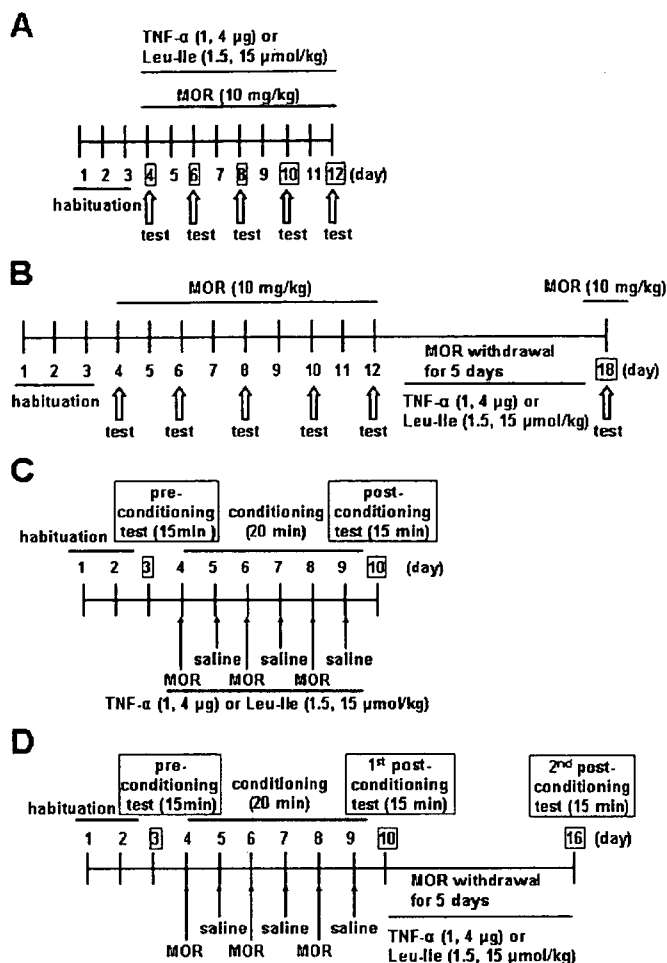 A
TNF-α (1, 4 µg) or
Leu-Ile (1.5, 15 µmol/kg)
MOR (10 mg/kg)
1 2 3 4 5 6 7 8 9 10 11 12 (day)
habituation
test test test test test
B
MOR (10 mg/kg) MOR (10 mg/kg)
1 2 3 4 5 6 7 8 9 10 11 12 18 (day)
MOR withdrawal
for 5 days
habituation
TNF-α (1, 4 µg) or
Leu-Ile (1.5, 15 µmol/kg)
test test test test test test
C
pre-
conditioning
test (15min )
conditioning
(20 min)
post-
conditioning
test (15 min)
habituation
1 2 3 4 5 6 7 8 9 10 (day)
saline saline saline
MOR MOR MOR
TNF-α (1, 4 µg) or Leu-Ile (1.5, 15 µmol/kg)
D
pre-
conditioning
test (15min)
conditioning
(20 min)
1st post-
conditioning
test (15 min)
2nd post-
conditioning
test (15 min)
habituation
1 2 3 4 5 6 7 8 9 10 16 (day)
MOR withdrawal
for 5 days
saline saline saline
MOR MOR MOR
TNF-α (1, 4 µg) or
Leu-Ile (1.5, 15 µmol/kg)